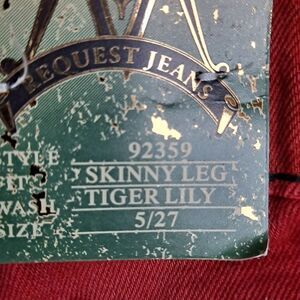 REQUEST JEANS
STYLE 92359
FIT SKINNY LEG
WASH TIGER LILY
SIZE 5/27